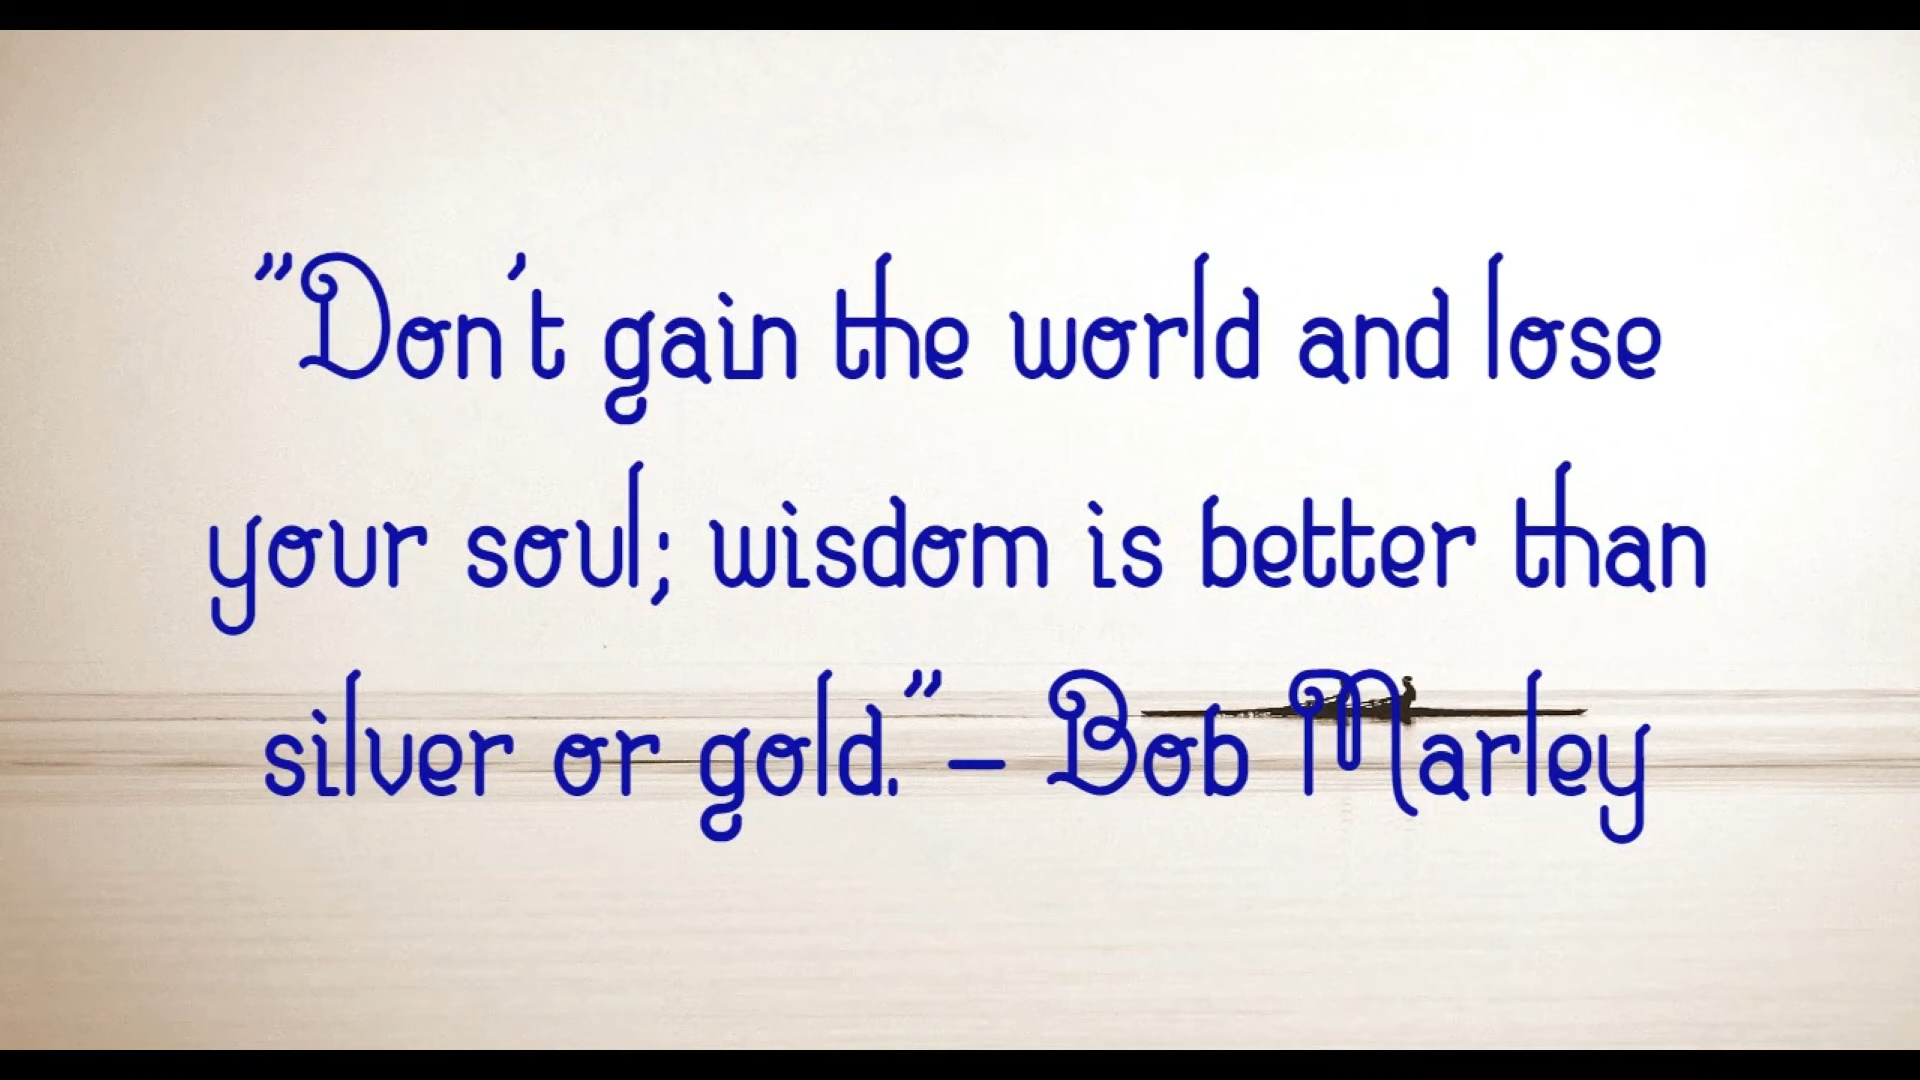 "Don't gain the world and lose
your soul; wisdom is better than
silver or gold." – Bob Marley